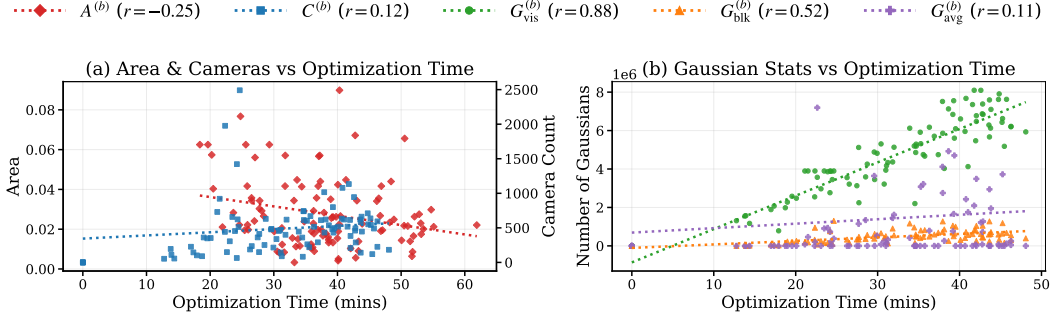 A^(b) (r=−0.25) C^(b) (r=0.12) G_vis^(b) (r=0.88) G_blk^(b) (r=0.52) G_avg^(b) (r=0.11)
(a) Area & Cameras vs Optimization Time
Area
0.08
0.06
0.04
0.02
0.00
2500
2000
1500
1000
500
0
Camera Count
0 10 20 30 40 50 60
Optimization Time (mins)
(b) Gaussian Stats vs Optimization Time
1e6
Number of Gaussians
8
6
4
2
0
0 10 20 30 40 50
Optimization Time (mins)